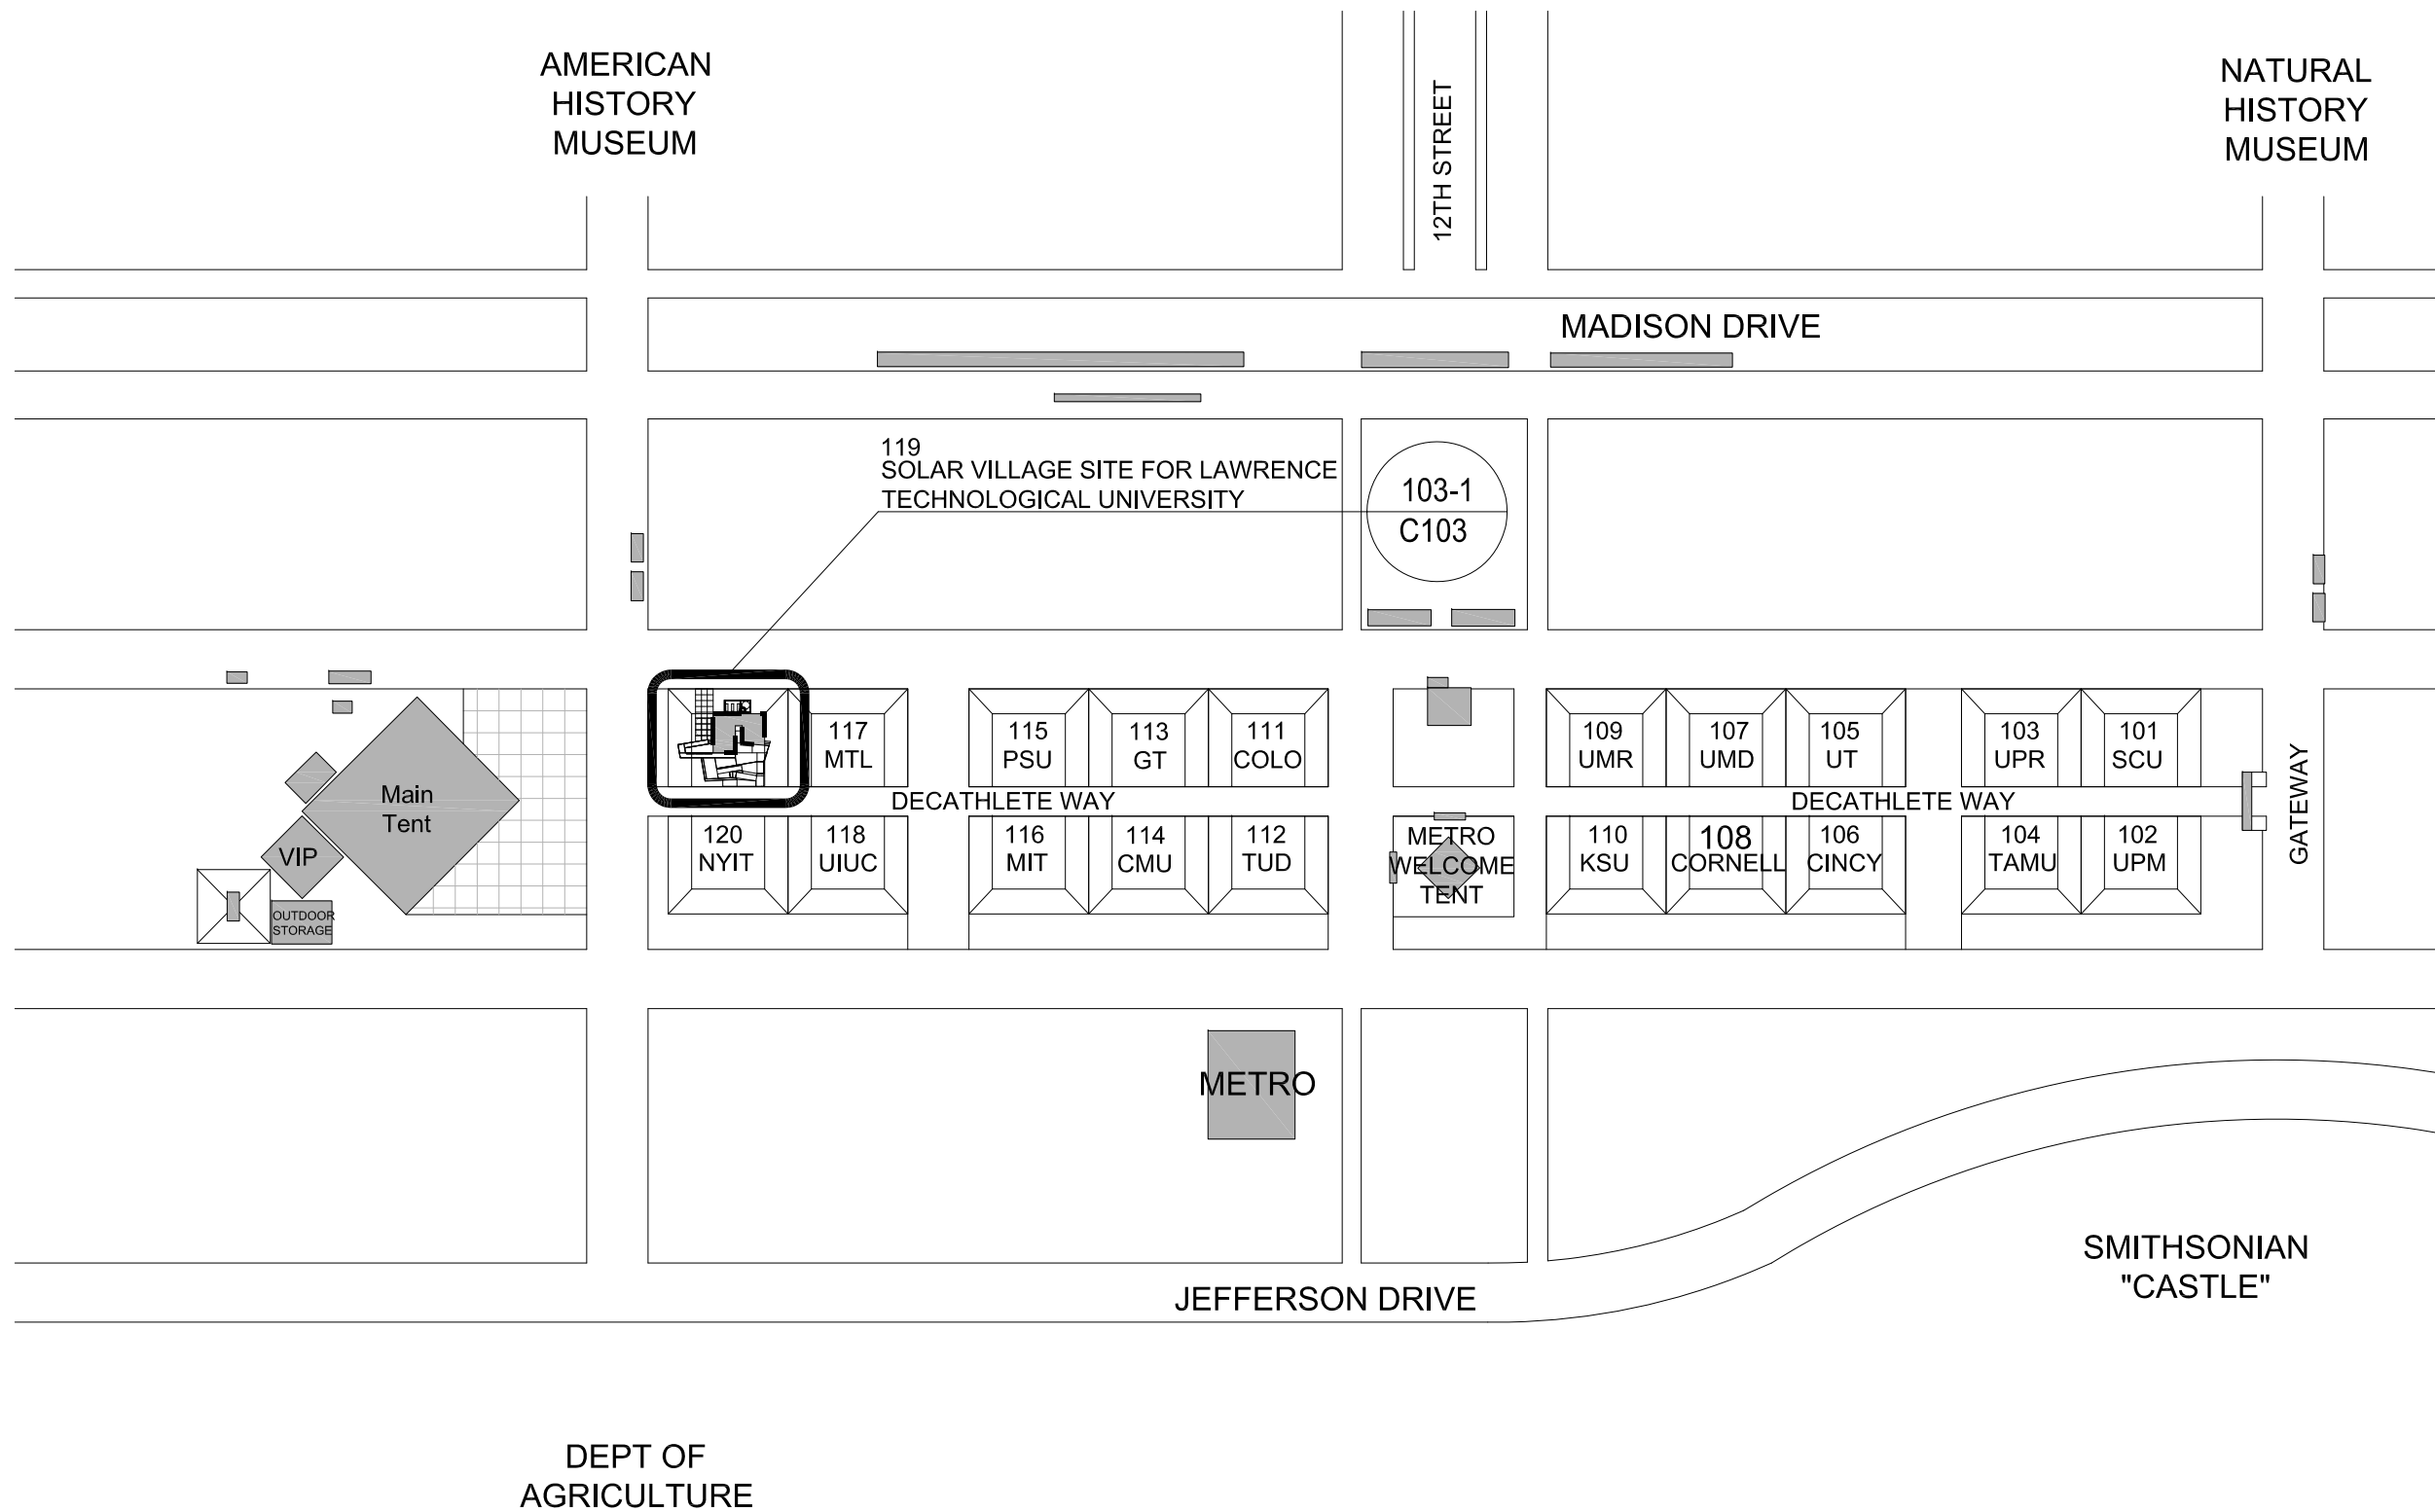 AMERICAN
HISTORY
MUSEUM
12TH STREET
NATURAL
HISTORY
MUSEUM
MADISON DRIVE
119
SOLAR VILLAGE SITE FOR LAWRENCE
TECHNOLOGICAL UNIVERSITY
103-1
C103
117
MTL
115
PSU
113
GT
111
COLO
109
UMR
107
UMD
105
UT
103
UPR
101
SCU
Main
Tent
VIP
OUTDOOR
STORAGE
DECATHLETE WAY
DECATHLETE WAY
GATEWAY
120
NYIT
118
UIUC
116
MIT
114
CMU
112
TUD
METRO
WELCOME
TENT
110
KSU
108
CORNELL
106
CINCY
104
TAMU
102
UPM
METRO
JEFFERSON DRIVE
SMITHSONIAN
"CASTLE"
DEPT OF
AGRICULTURE